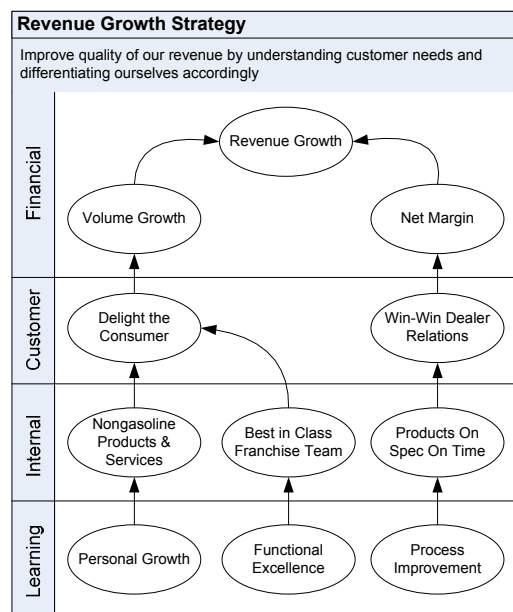 Revenue Growth Strategy
Improve quality of our revenue by understanding customer needs and
differentiating ourselves accordingly
Financial
Revenue Growth
Volume Growth
Net Margin
Customer
Delight the
Consumer
Win-Win Dealer
Relations
Internal
Nongasoline
Products &
Services
Best in Class
Franchise Team
Products On
Spec On Time
Learning
Personal Growth
Functional
Excellence
Process
Improvement